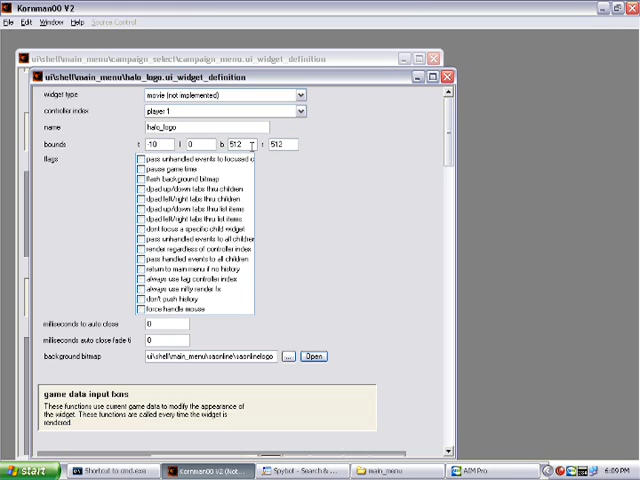 Kornman00 V2
File Edit Window Help Source Control
ui\shell\main_menu\campaign_select\campaign_menu.ui_widget_definition
ui\shell\main_menu\halo_logo.ui_widget_definition
widget type movie (not implemented)
controller index player 1
name halo_logo
bounds t -10 l 0 b 512 r 512
flags pass unhandled events to focused c
pause game time
flash background bitmap
dpad up/down tabs thru children
dpad left/right tabs thru children
dpad up/down tabs thru list items
dpad left/right tabs thru list items
dont focus a specific child widget
pass unhandled events to all children
render regardless of controller index
pass handled events to all children
return to main menu if no history
always use tag controller index
always use nifty render fx
don't push history
force handle mouse
milliseconds to auto close 0
milliseconds auto close fade ti 0
background bitmap ui\shell\main_menu\saonline\saonlinelogo ... Open
game data input fxns
These functions use current game data to modify the appearance of
the widget. These functions are called every time the widget is
rendered.
start Shortcut to cmd.exe Kornman00 V2 (Not... Spybot - Search & ... main_menu AIM Pro 6:09 PM